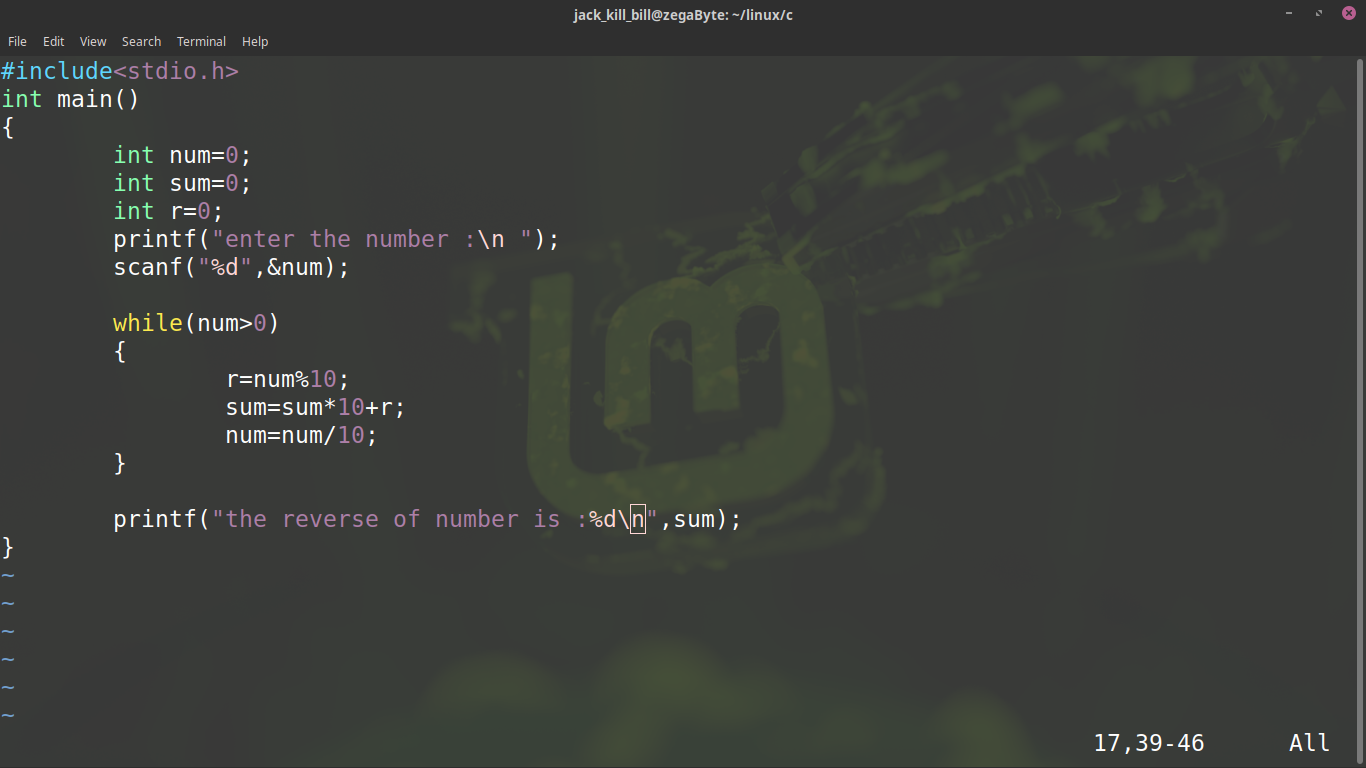 jack_kill_bill@zegaByte: ~/linux/c
File Edit View Search Terminal Help
#include<stdio.h>
int main()
{
        int num=0;
        int sum=0;
        int r=0;
        printf("enter the number :\n ");
        scanf("%d",&num);

        while(num>0)
        {
                r=num%10;
                sum=sum*10+r;
                num=num/10;
        }

        printf("the reverse of number is :%d\n",sum);
}
~
~
~
~
~
~
17,39-46 All